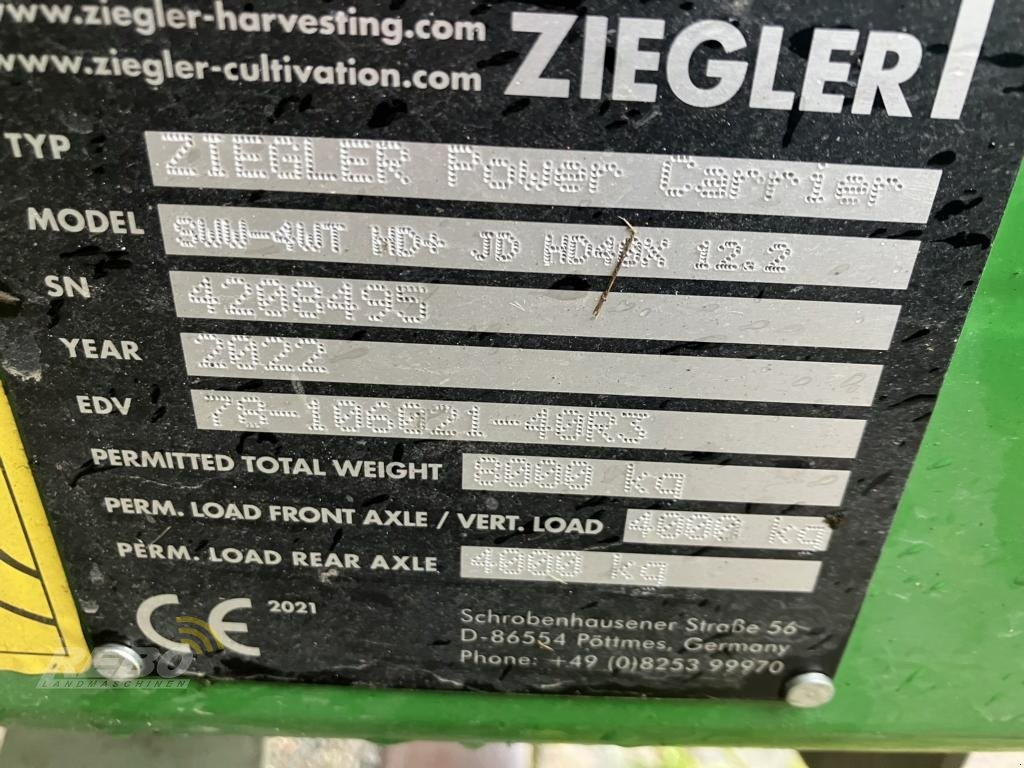 www.ziegler-harvesting.com
www.ziegler-cultivation.com
ZIEGLER
TYP ZIEGLER Power Carrier
MODEL SWW-4WT HD+ JD HD40X 12.2
SN 4208495
YEAR 2022
EDV 78-106021-40R3
PERMITTED TOTAL WEIGHT 8000 kg
PERM. LOAD FRONT AXLE / VERT. LOAD 4000 kg
PERM. LOAD REAR AXLE 4000 kg
CE 2021
Schrobenhausener Straße 56
D-86554 Pöttmes, Germany
Phone: +49 (0)8253 99970
REBO
LANDMASCHINEN